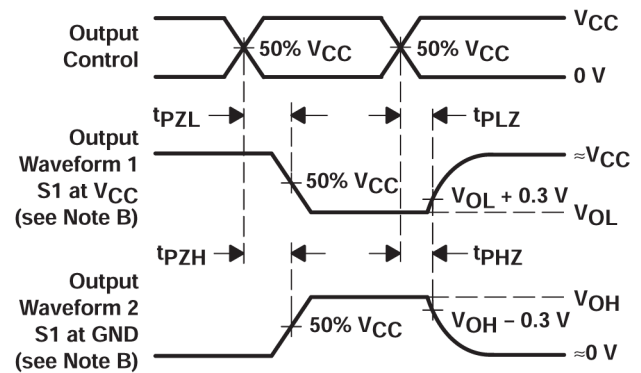 Output
Control
50% VCC
50% VCC
VCC
0 V
tPZL
tPLZ
Output
Waveform 1
S1 at VCC
(see Note B)
50% VCC
VOL + 0.3 V
≈VCC
VOL
tPZH
tPHZ
Output
Waveform 2
S1 at GND
(see Note B)
50% VCC
VOH − 0.3 V
VOH
≈0 V